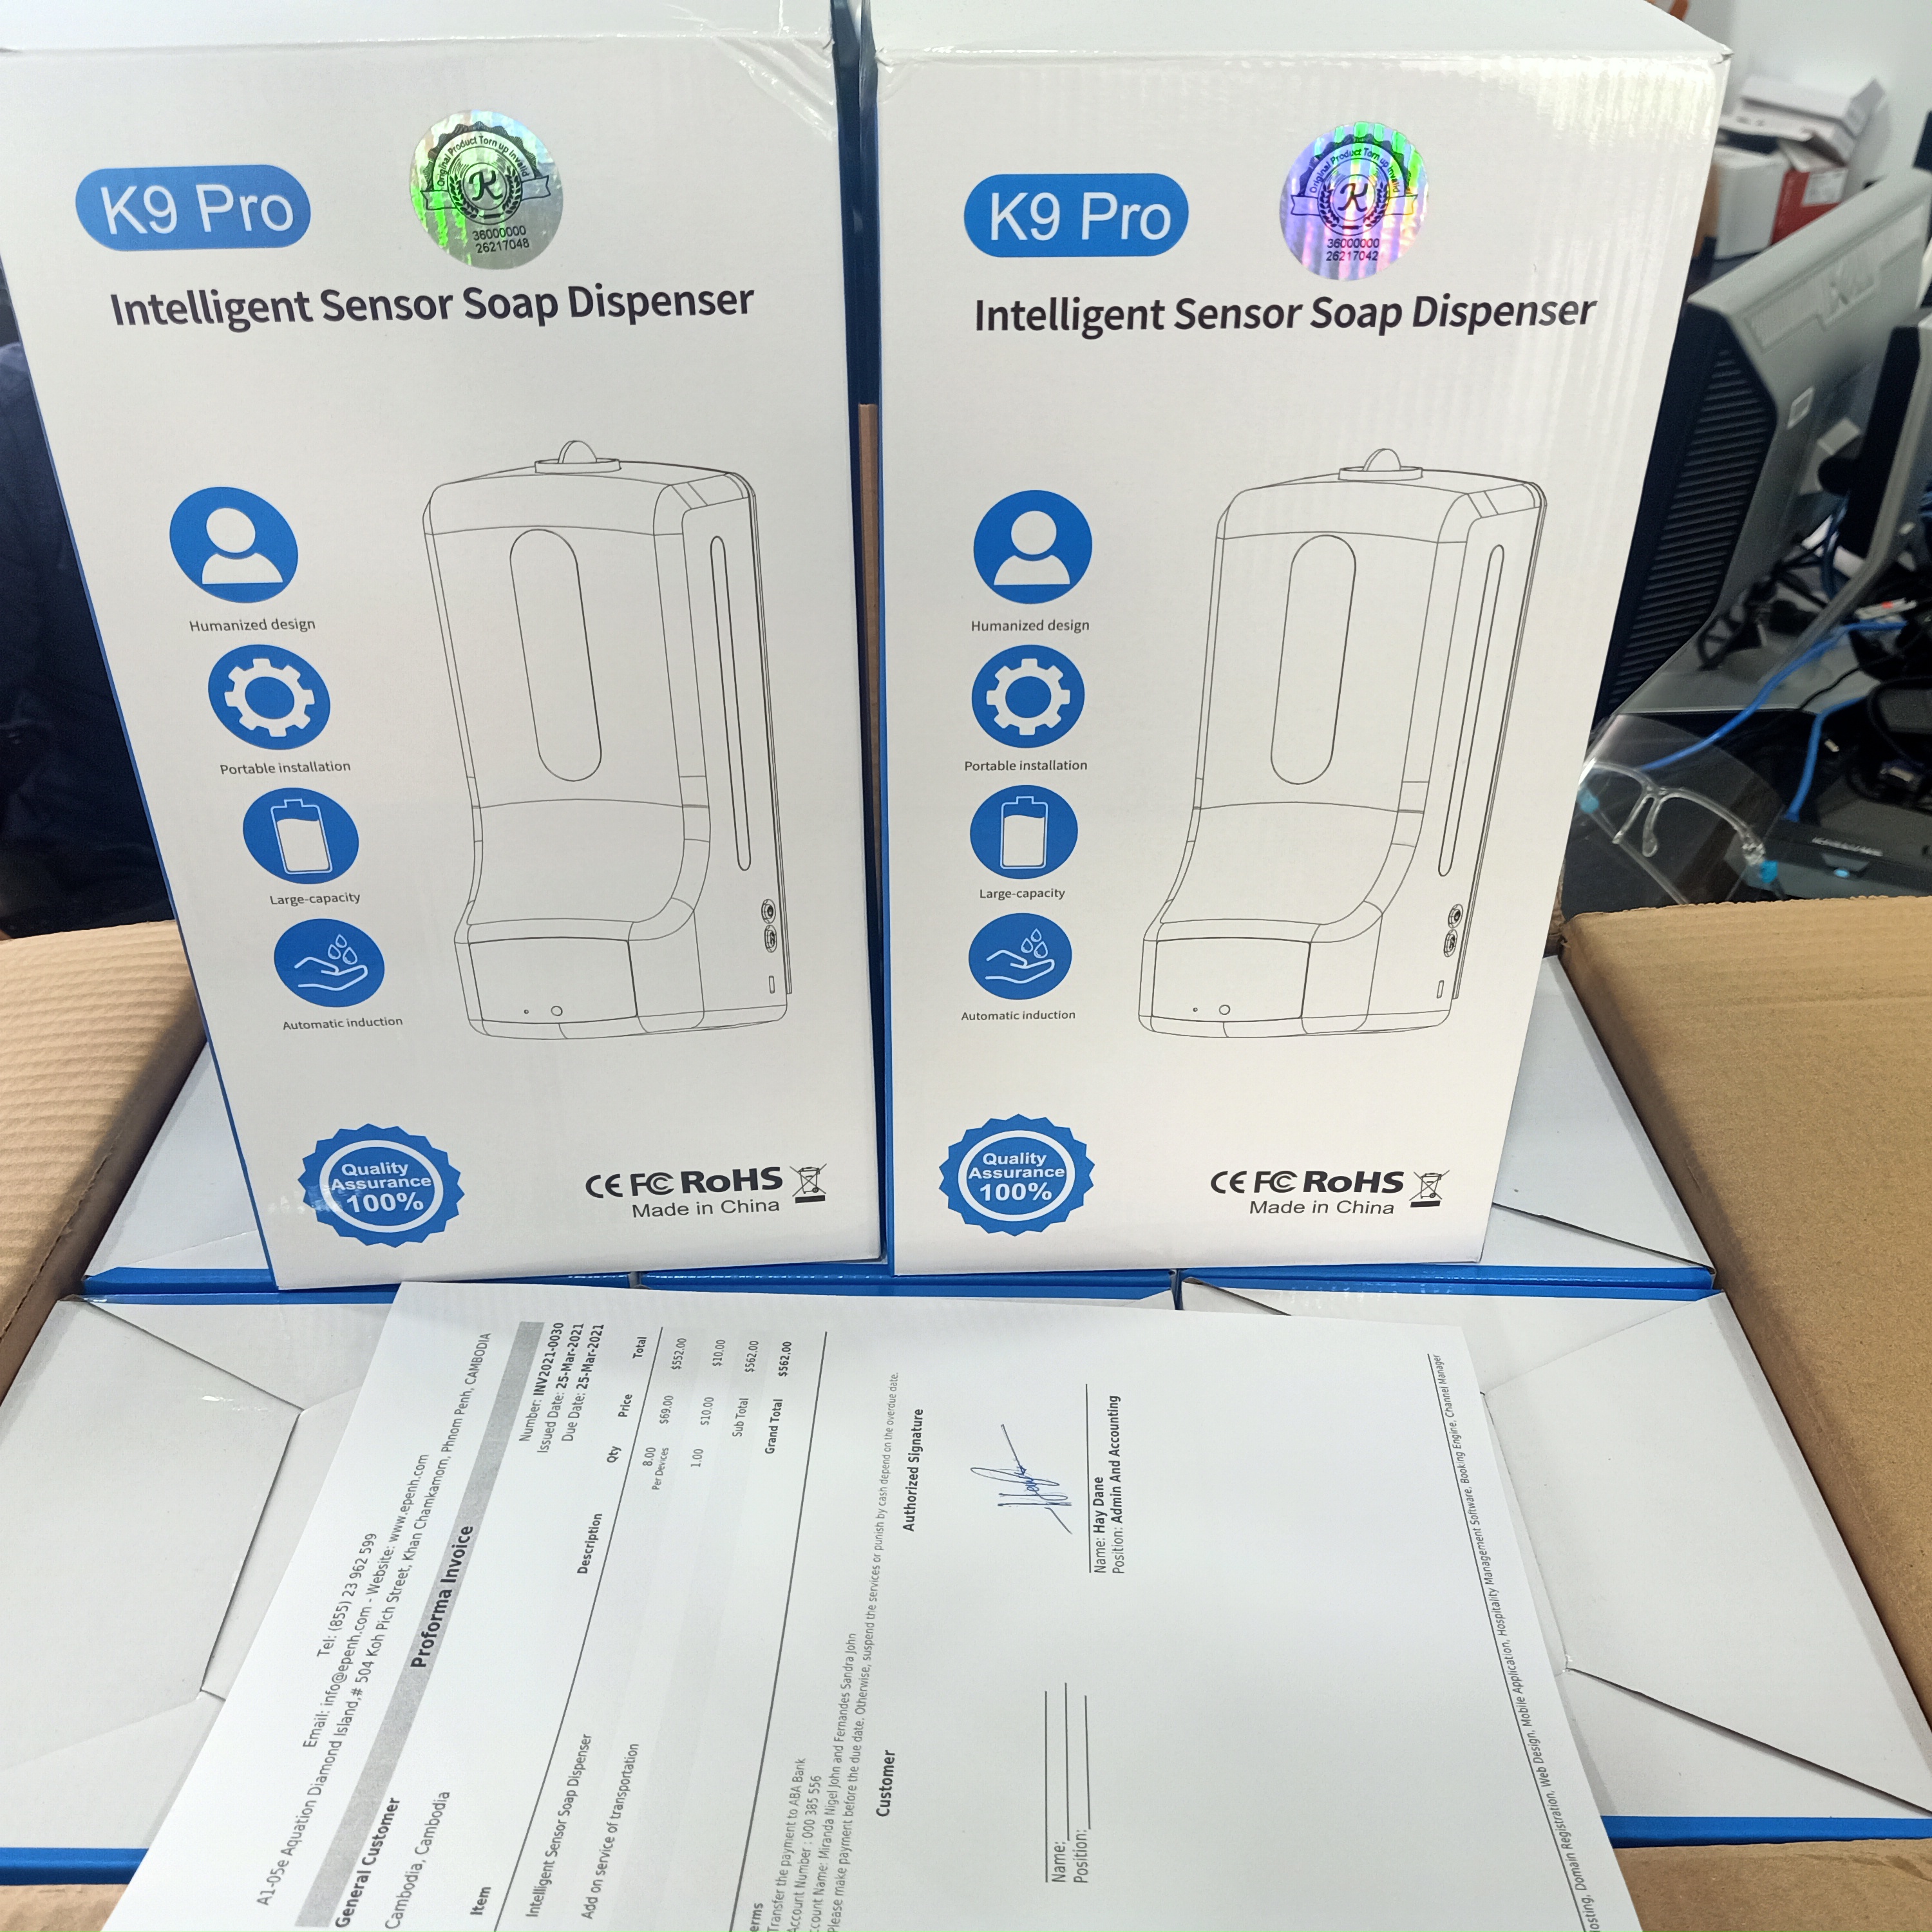 K9 Pro
Original Product Torn up Invalid
K
36000000
26217048
Intelligent Sensor Soap Dispenser
Humanized design
Portable installation
Large-capacity
Automatic induction
Quality
Assurance
100%
CE FC RoHS
Made in China
K9 Pro
Original Product Torn up Invalid
K
36000000
26217042
Intelligent Sensor Soap Dispenser
Humanized design
Portable installation
Large-capacity
Automatic induction
Quality
Assurance
100%
CE FC RoHS
Made in China
Tel: (855) 23 962 599
Email: info@epenh.com - Website: www.epenh.com
A1-05e Aquation Diamond Island,# 504 Koh Pich Street, Khan Chamkamorn, Phnom Penh, CAMBODIA
Proforma Invoice
General Customer
Cambodia, Cambodia
Number: INV2021-0030
Issued Date: 25-Mar-2021
Due Date: 25-Mar-2021
Item Description Qty Price Total
Intelligent Sensor Soap Dispenser 8.00 $69.00 $552.00
Per Devices
Add on service of transportation 1.00 $10.00 $10.00
Sub Total $562.00
Grand Total $562.00
Transfer the payment to ABA Bank
Account Number : 000 385 556
Name: Miranda Nigel John and Fernandes Sandra John
Please make payment before the due date. Otherwise, suspend the services or punish by cash depend on the overdue date.
Customer Authorized Signature
Name: Name: Hay Dane
Position: Position: Admin And Accounting
Domain Registration, Web Design, Mobile Application, Hospitality Management Software, Booking Engine, Channel Manager